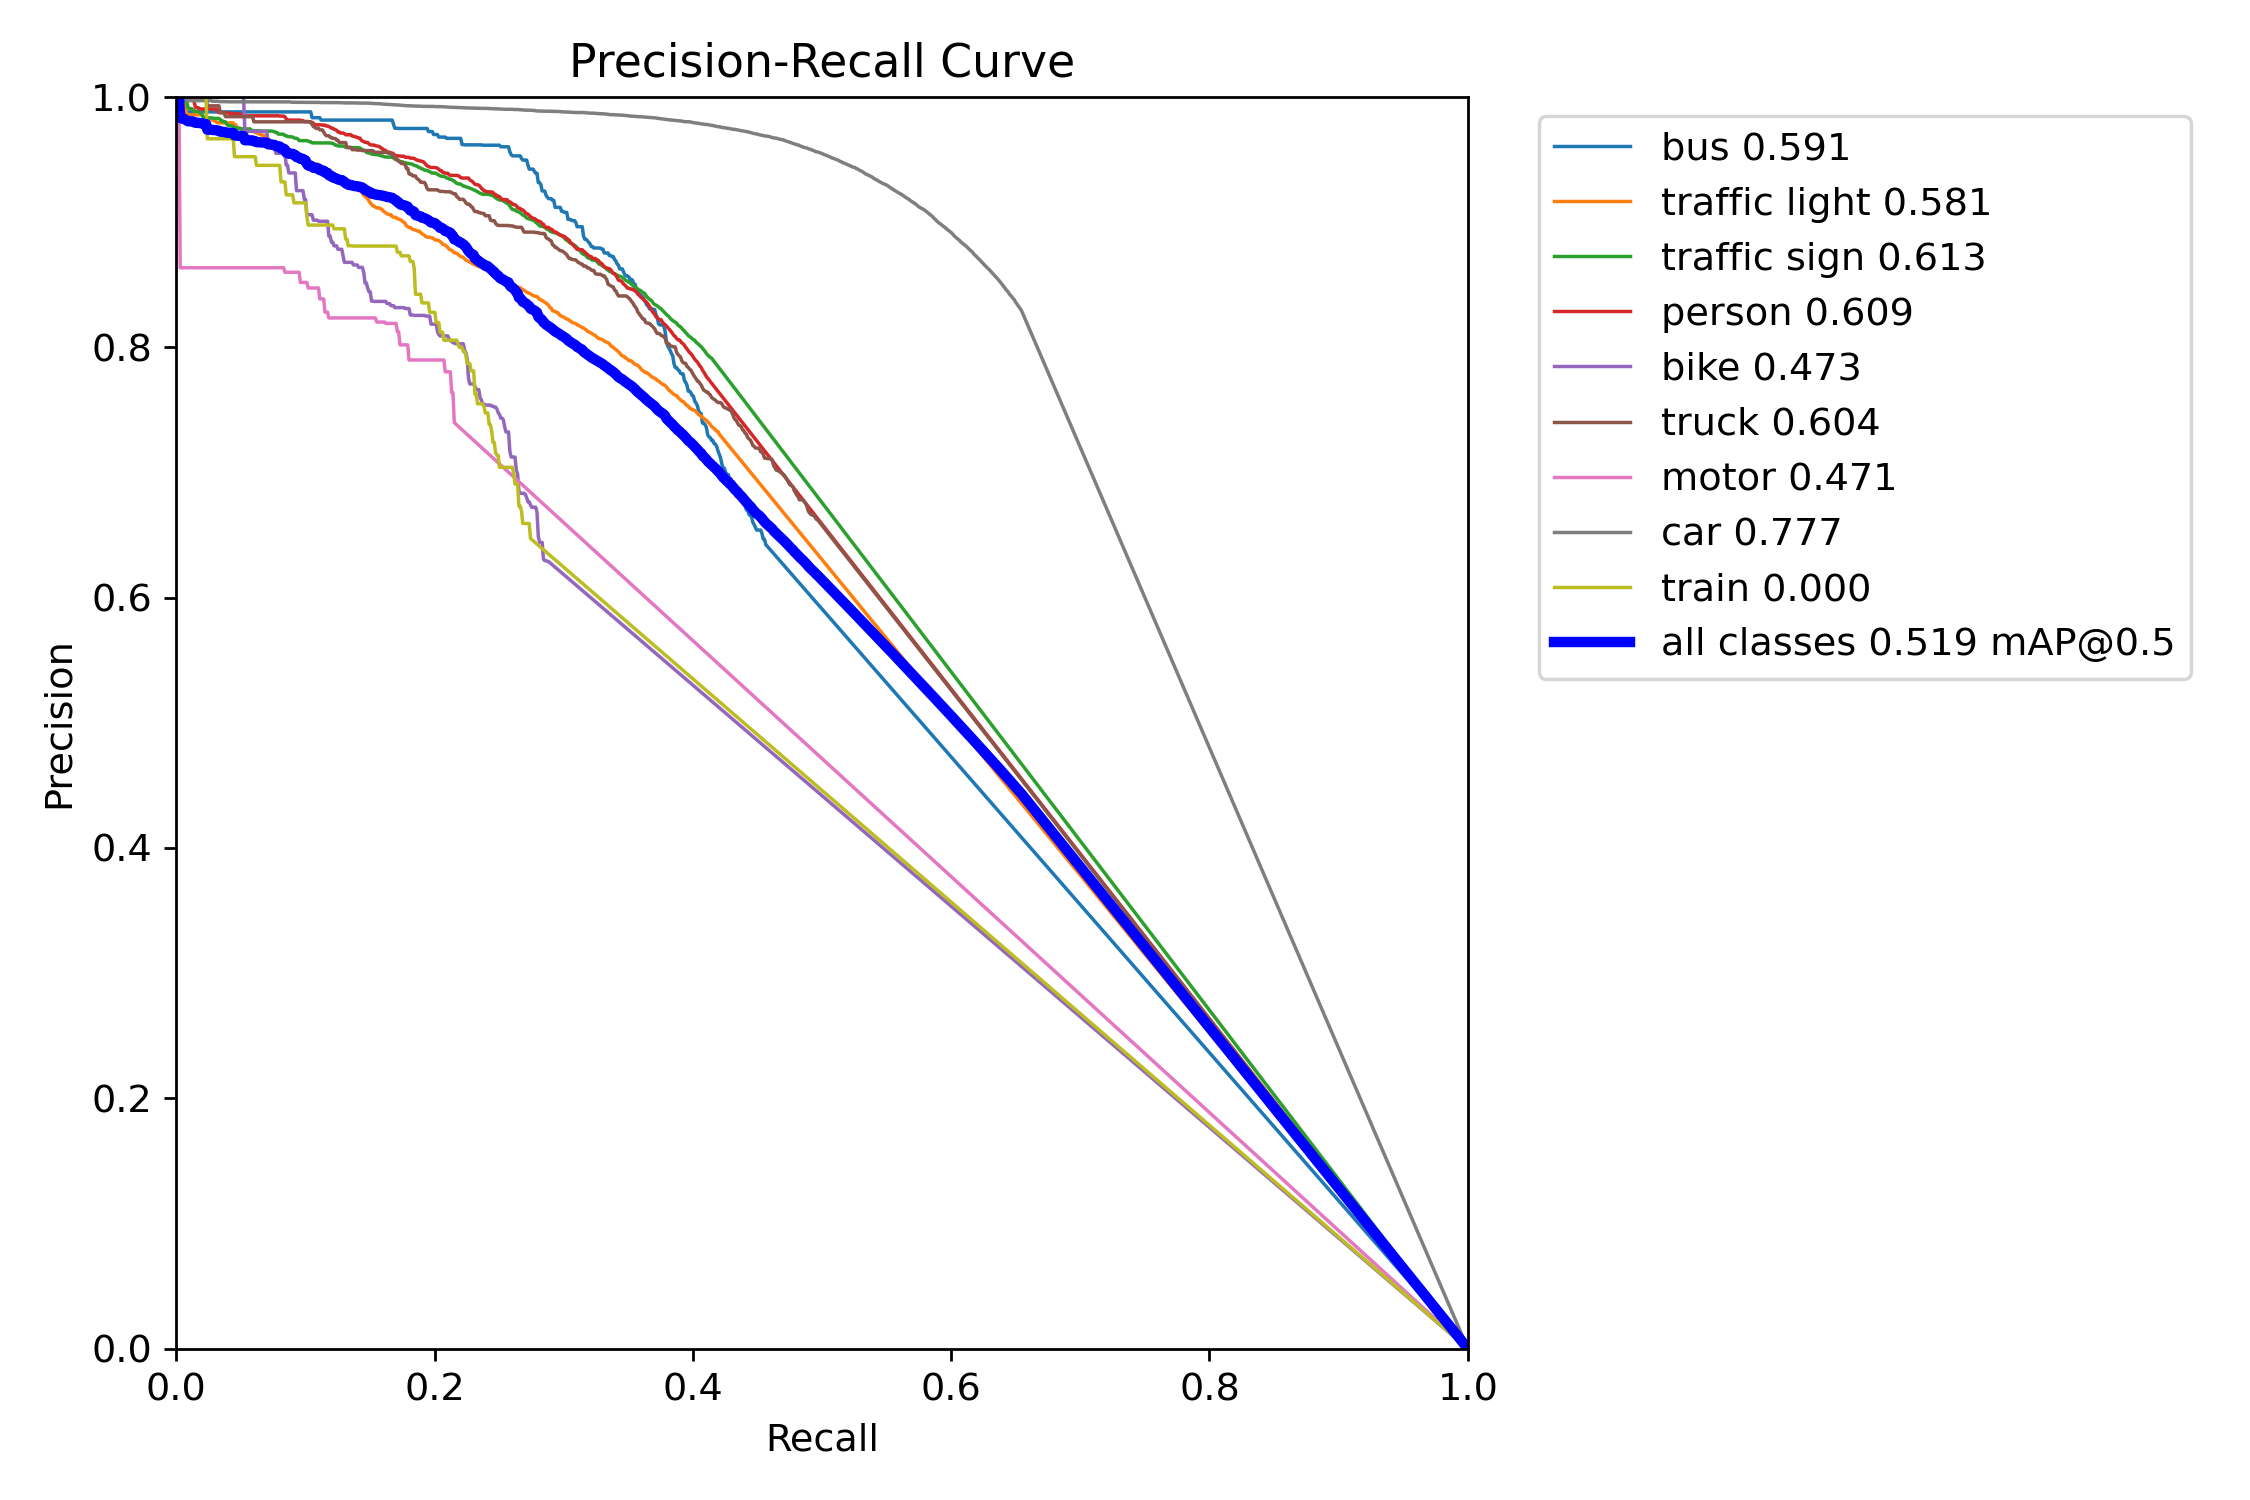 Precision-Recall Curve
1.0
0.8
0.6
0.4
0.2
0.0
Precision
0.0 0.2 0.4 0.6 0.8 1.0
Recall
bus 0.591
traffic light 0.581
traffic sign 0.613
person 0.609
bike 0.473
truck 0.604
motor 0.471
car 0.777
train 0.000
all classes 0.519 mAP@0.5